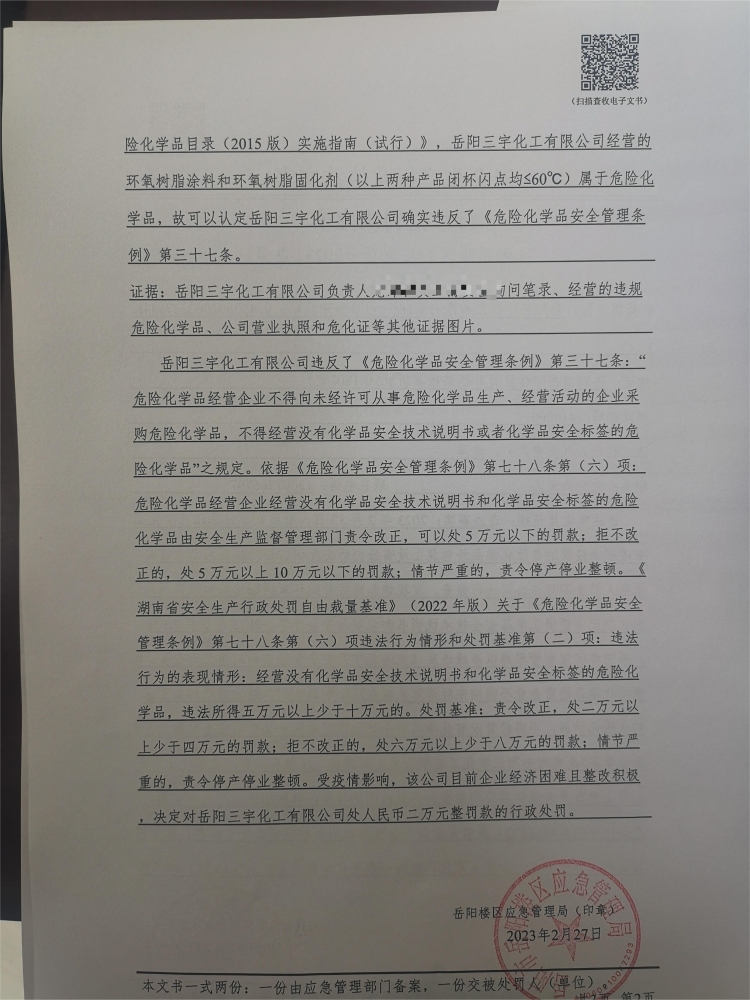 （扫描查收电子文书）
险化学品目录（2015 版）实施指南（试行）》，岳阳三宇化工有限公司经营的
环氧树脂涂料和环氧树脂固化剂（以上两种产品闭杯闪点均≤60℃）属于危险化
学品，故可以认定岳阳三宇化工有限公司确实违反了《危险化学品安全管理条
例》第三十七条。
证据：岳阳三宇化工有限公司负责人 问笔录、经营的违规
危险化学品、公司营业执照和危化证等其他证据图片。
岳阳三宇化工有限公司违反了《危险化学品安全管理条例》第三十七条：“
危险化学品经营企业不得向未经许可从事危险化学品生产、经营活动的企业采
购危险化学品，不得经营没有化学品安全技术说明书或者化学品安全标签的危
险化学品”之规定。依据《危险化学品安全管理条例》第七十八条第（六）项：
危险化学品经营企业经营没有化学品安全技术说明书和化学品安全标签的危险
化学品由安全生产监督管理部门责令改正，可以处 5 万元以下的罚款；拒不改
正的，处 5 万元以上 10 万元以下的罚款；情节严重的，责令停产停业整顿。《
湖南省安全生产行政处罚自由裁量基准》（2022 年版）关于《危险化学品安全
管理条例》第七十八条第（六）项违法行为情形和处罚基准第（二）项：违法
行为的表现情形：经营没有化学品安全技术说明书和化学品安全标签的危险化
学品，违法所得五万元以上少于十万元的。处罚基准：责令改正，处二万元以
上少于四万元的罚款；拒不改正的，处六万元以上少于八万元的罚款；情节严
重的，责令停产停业整顿。受疫情影响，该公司目前企业经济困难且整改积极
，决定对岳阳三宇化工有限公司处人民币二万元整罚款的行政处罚。
岳阳楼区应急管理局（印章）
2023年2月27日
本文书一式两份：一份由应急管理部门备案，一份交被处罚人（单位）
第2页